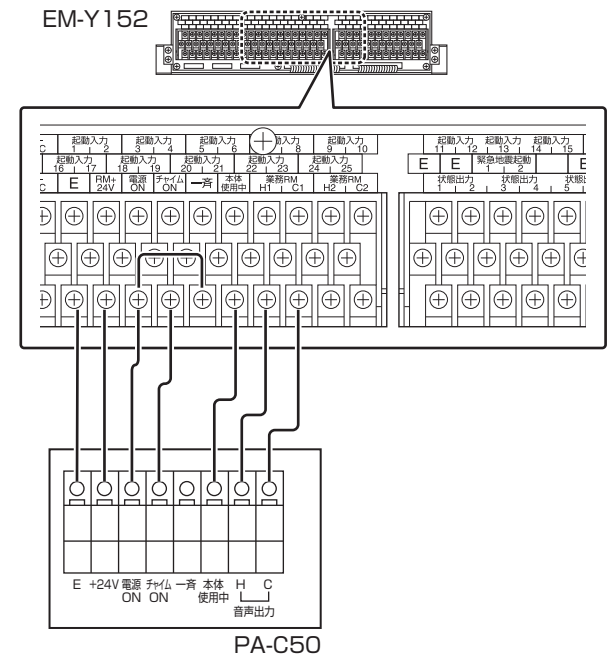 EM-Y152
C 起動入力 1 2 起動入力 3 4 起動入力 5 6 動入力 8 起動入力 9 10
起動入力 11 12 起動入力 12 13 起動入力 14 15
起動入力 16 17 起動入力 18 19 起動入力 20 21 起動入力 22 23 起動入力 24 25
E E 緊急地震起動 1 2 E
C E RM+ 24V 電源 ON チャイム ON 一斉 本体 使用中 業務RM H1 C1 業務RM H2 C2
状態出力 1 2 状態出力 3 4 状態出 5
E +24V 電源 ON チャイム ON 一斉 本体 使用中 H C
音声出力
PA-C50